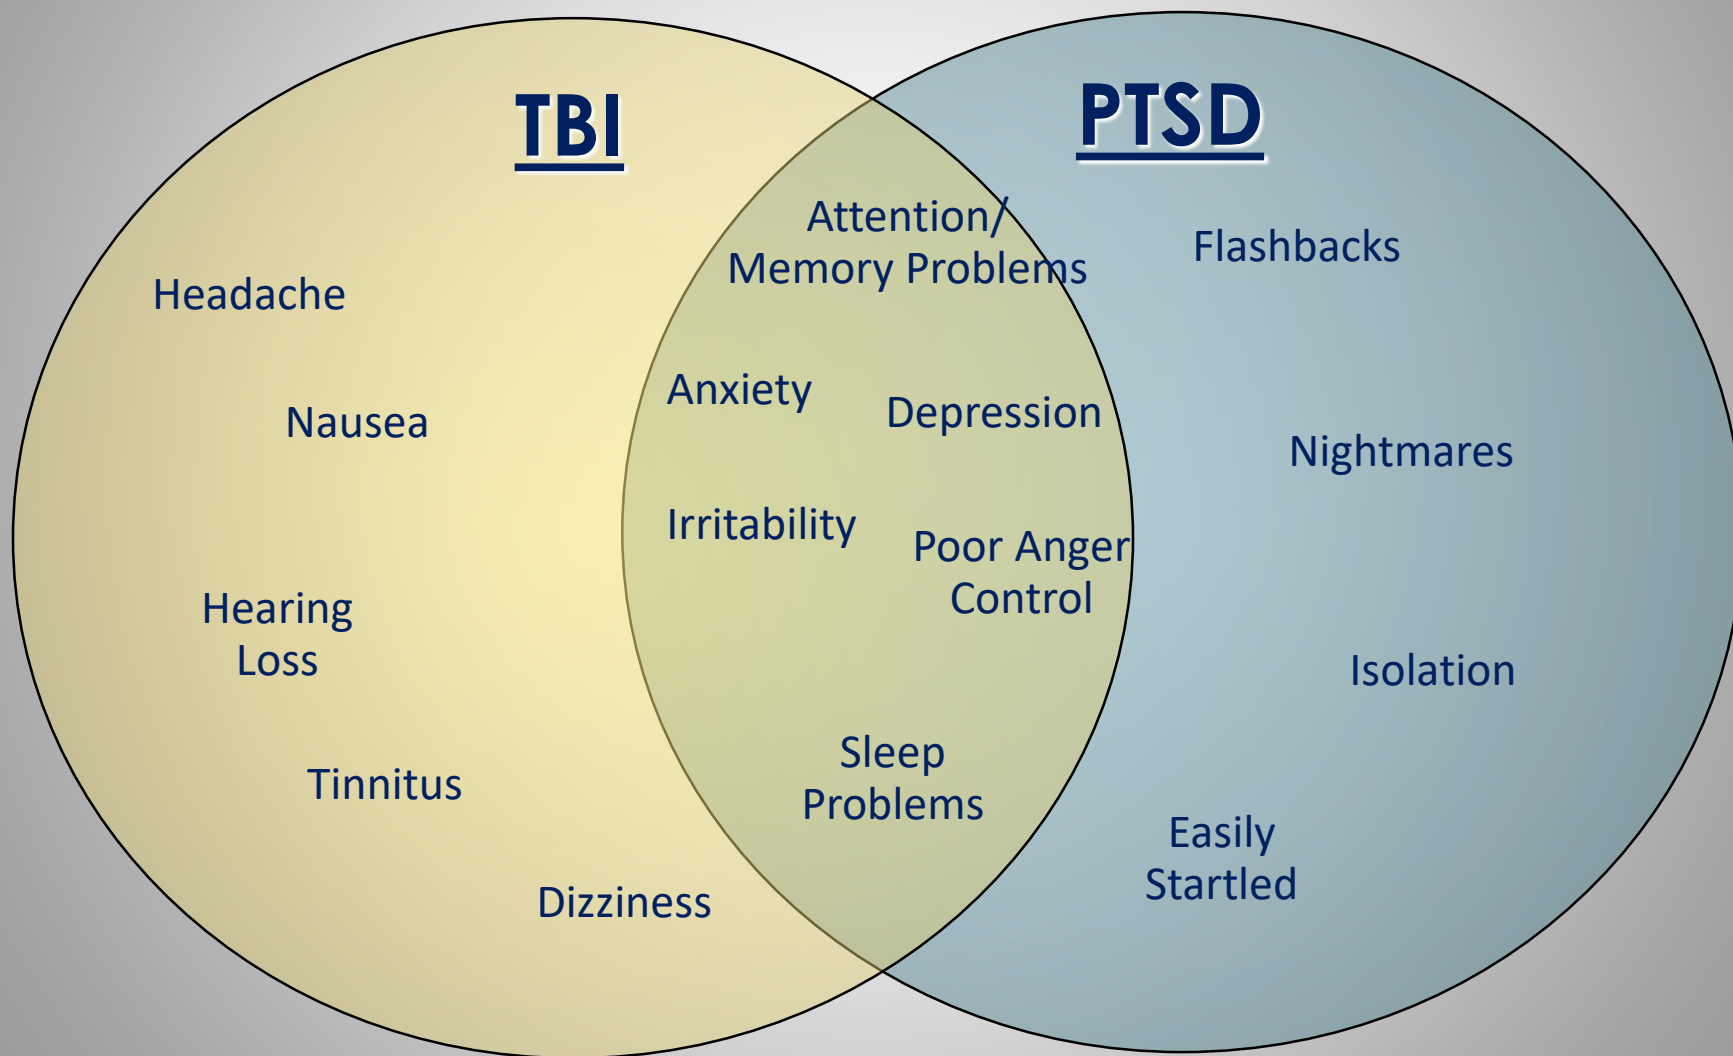 TBI
PTSD
Headache
Nausea
Hearing
Loss
Tinnitus
Dizziness
Attention/
Memory Problems
Anxiety
Depression
Irritability
Poor Anger
Control
Sleep
Problems
Flashbacks
Nightmares
Isolation
Easily
Startled